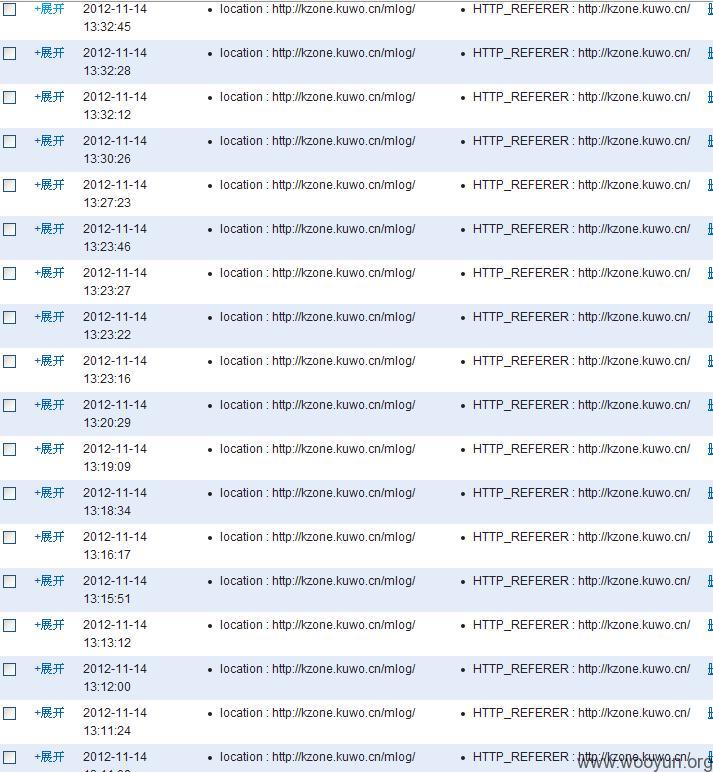 +展开 2012-11-14 • location : http://kzone.kuwo.cn/mlog/ • HTTP_REFERER : http://kzone.kuwo.cn/
13:32:45
+展开 2012-11-14 • location : http://kzone.kuwo.cn/mlog/ • HTTP_REFERER : http://kzone.kuwo.cn/
13:32:28
+展开 2012-11-14 • location : http://kzone.kuwo.cn/mlog/ • HTTP_REFERER : http://kzone.kuwo.cn/
13:32:12
+展开 2012-11-14 • location : http://kzone.kuwo.cn/mlog/ • HTTP_REFERER : http://kzone.kuwo.cn/
13:30:26
+展开 2012-11-14 • location : http://kzone.kuwo.cn/mlog/ • HTTP_REFERER : http://kzone.kuwo.cn/
13:27:23
+展开 2012-11-14 • location : http://kzone.kuwo.cn/mlog/ • HTTP_REFERER : http://kzone.kuwo.cn/
13:23:46
+展开 2012-11-14 • location : http://kzone.kuwo.cn/mlog/ • HTTP_REFERER : http://kzone.kuwo.cn/
13:23:27
+展开 2012-11-14 • location : http://kzone.kuwo.cn/mlog/ • HTTP_REFERER : http://kzone.kuwo.cn/
13:23:22
+展开 2012-11-14 • location : http://kzone.kuwo.cn/mlog/ • HTTP_REFERER : http://kzone.kuwo.cn/
13:23:16
+展开 2012-11-14 • location : http://kzone.kuwo.cn/mlog/ • HTTP_REFERER : http://kzone.kuwo.cn/
13:20:29
+展开 2012-11-14 • location : http://kzone.kuwo.cn/mlog/ • HTTP_REFERER : http://kzone.kuwo.cn/
13:19:09
+展开 2012-11-14 • location : http://kzone.kuwo.cn/mlog/ • HTTP_REFERER : http://kzone.kuwo.cn/
13:18:34
+展开 2012-11-14 • location : http://kzone.kuwo.cn/mlog/ • HTTP_REFERER : http://kzone.kuwo.cn/
13:16:17
+展开 2012-11-14 • location : http://kzone.kuwo.cn/mlog/ • HTTP_REFERER : http://kzone.kuwo.cn/
13:15:51
+展开 2012-11-14 • location : http://kzone.kuwo.cn/mlog/ • HTTP_REFERER : http://kzone.kuwo.cn/
13:13:12
+展开 2012-11-14 • location : http://kzone.kuwo.cn/mlog/ • HTTP_REFERER : http://kzone.kuwo.cn/
13:12:00
+展开 2012-11-14 • location : http://kzone.kuwo.cn/mlog/ • HTTP_REFERER : http://kzone.kuwo.cn/
13:11:24
+展开 2012-11-14 • location : http://kzone.kuwo.cn/mlog/ • HTTP_REFERER : http://kzone.kuwo.cn/
www.wooyun.org